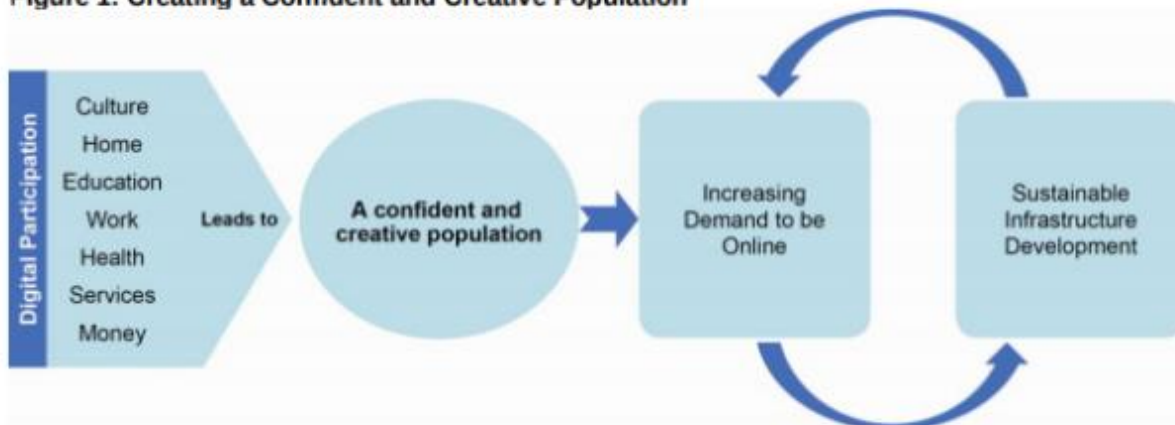 Figure 1: Creating a Confident and Creative Population
Digital Participation
Culture
Home
Education
Work
Health
Services
Money
Leads to
A confident and
creative population
Increasing
Demand to be
Online
Sustainable
Infrastructure
Development